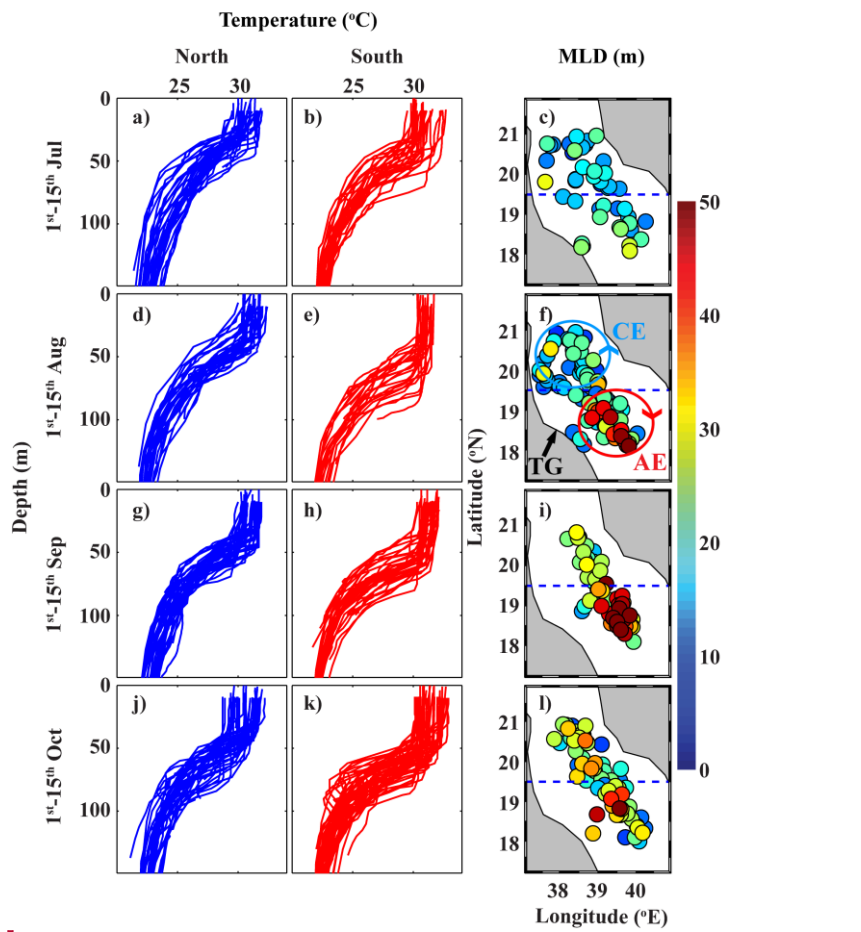 Temperature (°C)
North South MLD (m)
25 30 25 30
0 a) b) c) 21
50 20
100 19
18
1st-15th Jul
0 d) e) f) CE 21
50 20
100 19
18
TG AE
1st-15th Aug
0 g) h) i) 21
50 20
100 19
18
1st-15th Sep
0 j) k) l) 21
50 20
100 19
18
1st-15th Oct
Depth (m)
Latitude (°N)
38 39 40
Longitude (°E)
50
40
30
20
10
0